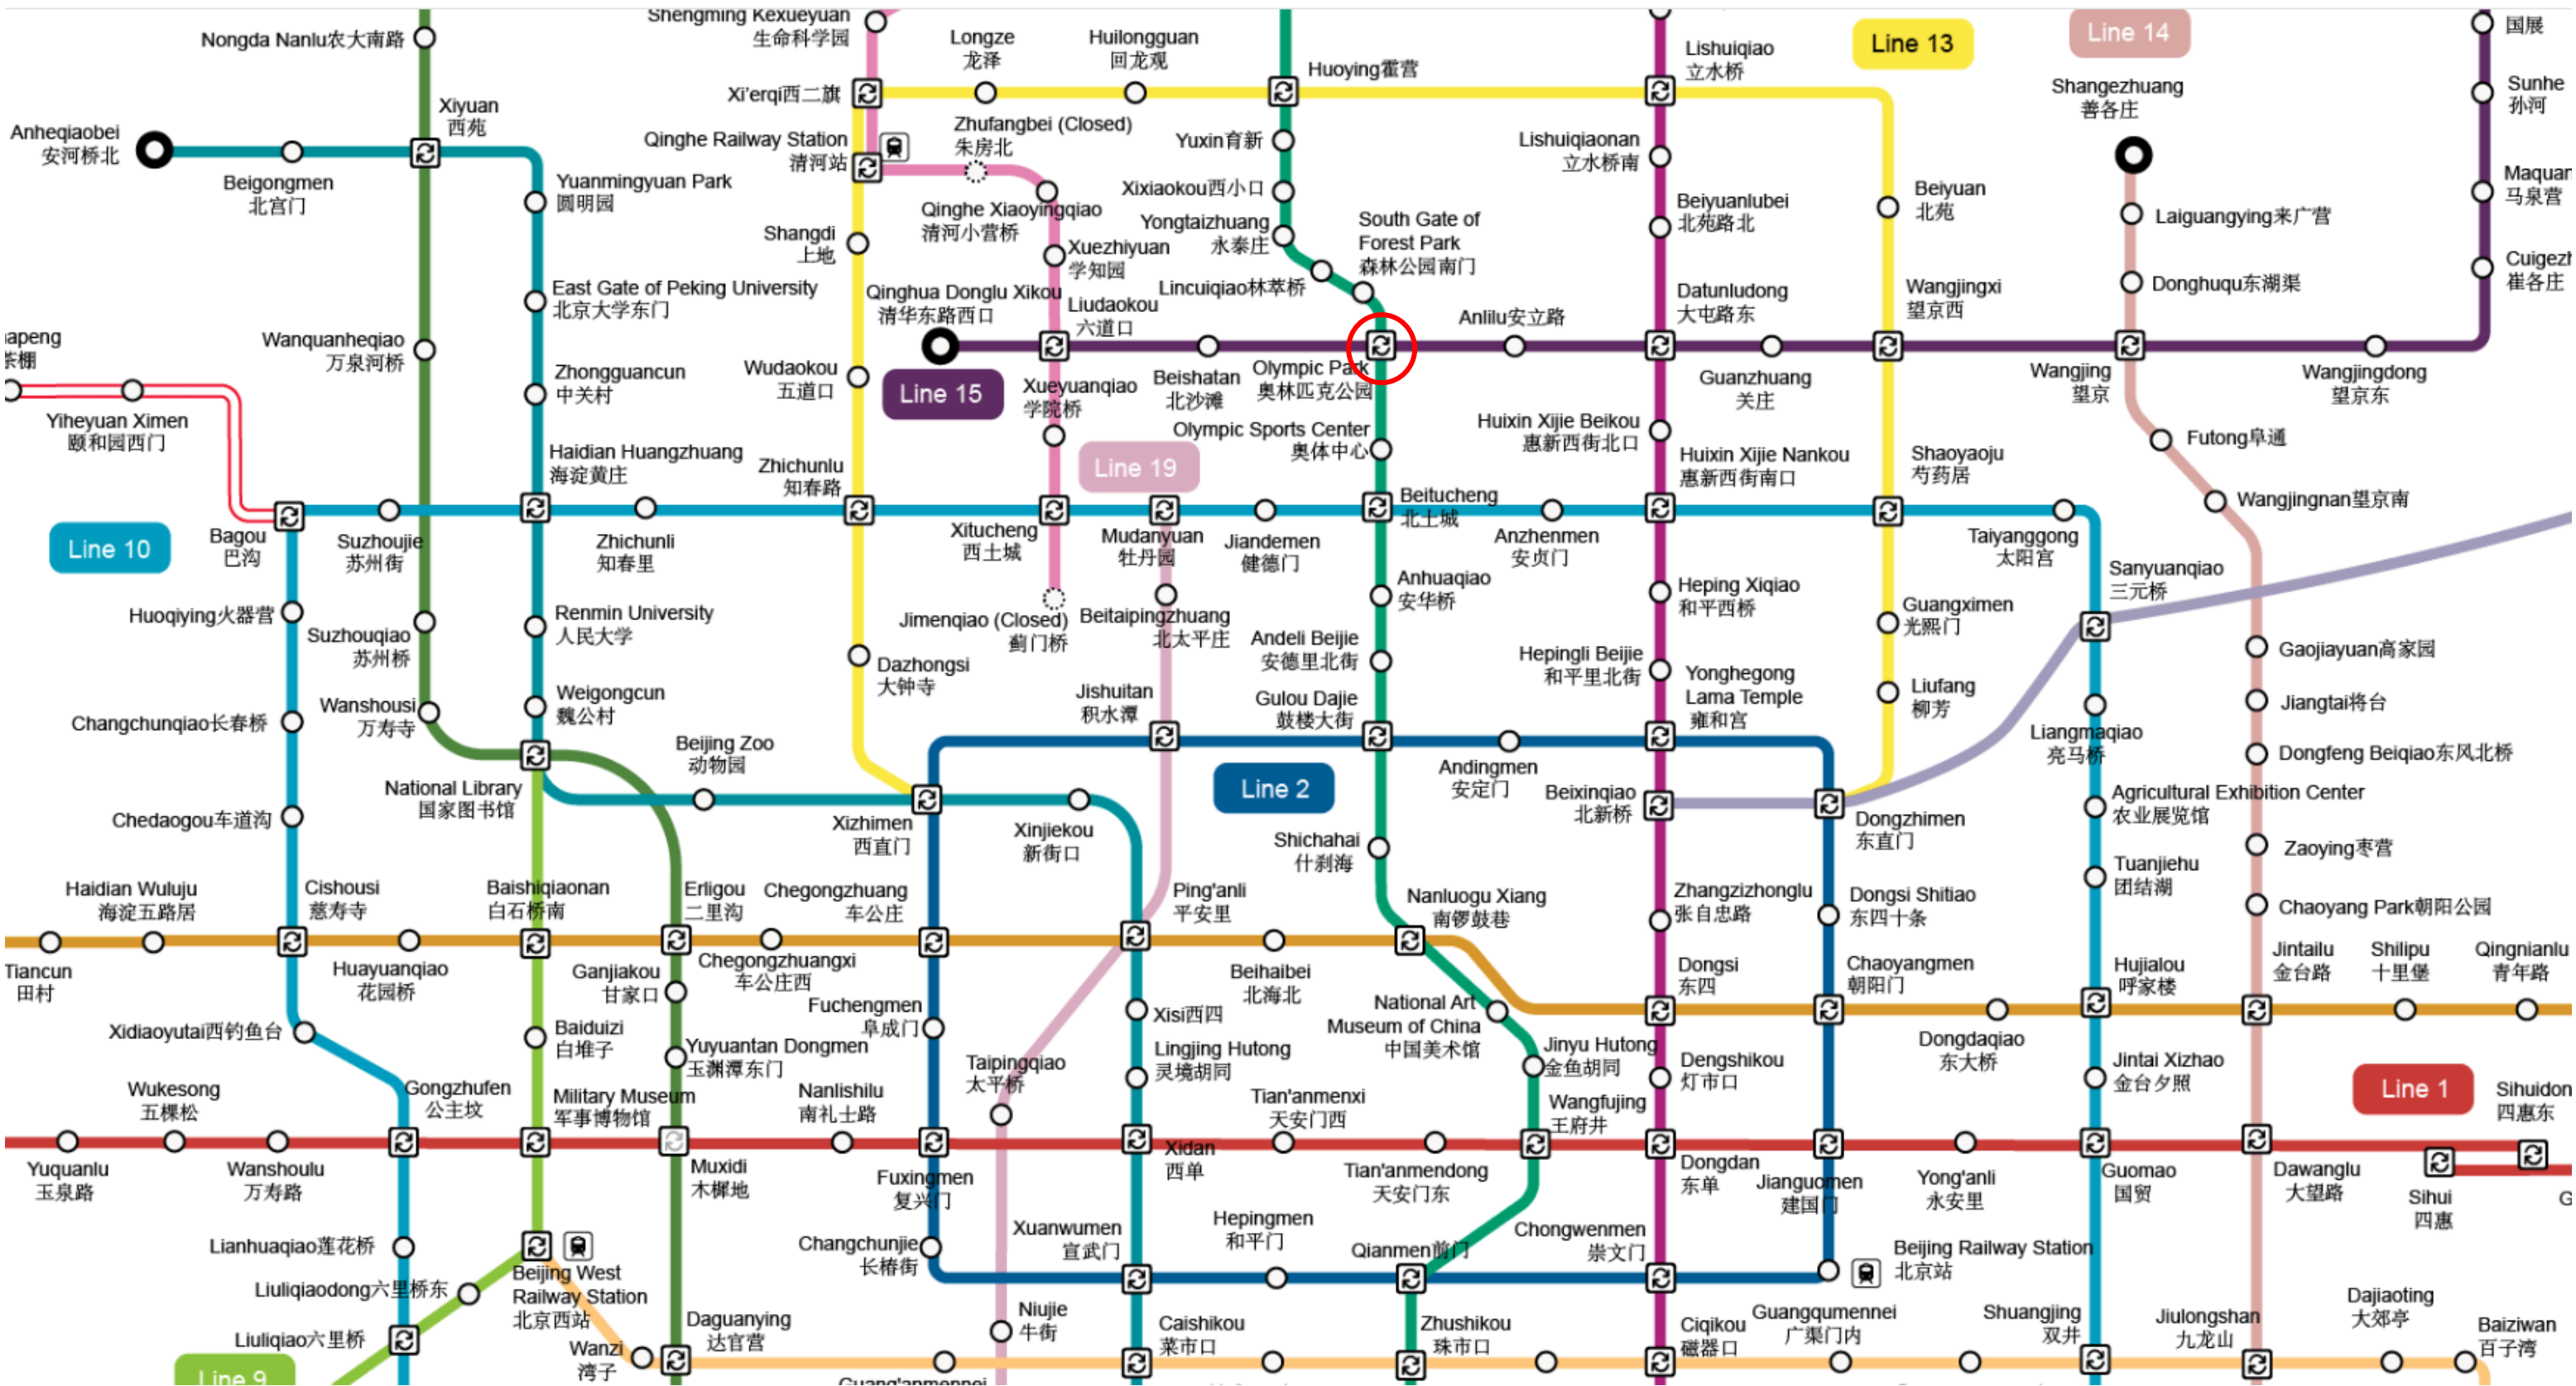 Shengming Kexueyuan
生命科学园
Nongda Nanlu农大南路
Longze
龙泽
Huilongguan
回龙观
Huoying霍营
Lishuiqiao
立水桥
Line 13
Line 14
国展
Xi'erqi西二旗
Shangezhuang
善各庄
Sunhe
孙河
Xiyuan
西苑
Anheqiaobei
安河桥北
Beigongmen
北宫门
Qinghe Railway Station
清河站
Zhufangbei (Closed)
朱房北
Yuxin育新
Lishuiqiaonan
立水桥南
Xixiaokou西小口
Yuanmingyuan Park
圆明园
Beiyuanlubei
北苑路北
Beiyuan
北苑
Laiguangying来广营
Maquan
马泉营
Qinghe Xiaoyingqiao
清河小营桥
Yongtaizhuang
永泰庄
South Gate of
Forest Park
森林公园南门
Shangdi
上地
Xuezhiyuan
学知园
Lincuiqiao林萃桥
Donghuqu东湖渠
崔各庄
East Gate of Peking University
北京大学东门
Qinghua Donglu Xikou
清华东路西口
Liudaokou
六道口
Anlilu安立路
Datunludong
大屯路东
Wangjingxi
望京西
apeng
茶棚
Wanquanheqiao
万泉河桥
Zhongguancun
中关村
Wudaokou
五道口
Line 15
Xueyuanqiao
学院桥
Beishatan
北沙滩
Olympic Park
奥林匹克公园
Guanzhuang
关庄
Wangjing
望京
Wangjingdong
望京东
Yiheyuan Ximen
颐和园西门
Olympic Sports Center
奥体中心
Huixin Xijie Beikou
惠新西街北口
Futong阜通
Haidian Huangzhuang
海淀黄庄
Zhichunlu
知春路
Line 19
Huixin Xijie Nankou
惠新西街南口
Shaoyaoju
芍药居
Wangjingnan望京南
Beitucheng
北土城
Line 10
Bagou
巴沟
Suzhoujie
苏州街
Zhichunli
知春里
Xitucheng
西土城
Mudanyuan
牡丹园
Jiandemen
健德门
Anzhenmen
安贞门
Taiyanggong
太阳宫
Sanyuanqiao
三元桥
Huoqiying火器营
Renmin University
人民大学
Suzhouqiao
苏州桥
Jimenqiao (Closed)
蓟门桥
Beitaipingzhuang
北太平庄
Anhuaqiao
安华桥
Heping Xiqiao
和平西桥
Guangximen
光熙门
Andeli Beijie
安德里北街
Hepingli Beijie
和平里北街
Gaojiayuan高家园
Dazhongsi
大钟寺
Changchunqiao长春桥
Wanshousi
万寿寺
Weigongcun
魏公村
Jishuitan
积水潭
Gulou Dajie
鼓楼大街
Yonghegong
Lama Temple
雍和宫
Liufang
柳芳
Liangmaqiao
亮马桥
Jiangtai将台
Beijing Zoo
动物园
National Library
国家图书馆
Line 2
Andingmen
安定门
Beixinqiao
北新桥
Dongfeng Beiqiao东风北桥
Chedaogou车道沟
Xizhimen
西直门
Xinjiekou
新街口
Shichahai
什刹海
Dongzhimen
东直门
Agricultural Exhibition Center
农业展览馆
Zaoying枣营
Tuanjiehu
团结湖
Haidian Wuluju
海淀五路居
Cishousi
慈寿寺
Baishiqiaonan
白石桥南
Erligou
二里沟
Chegongzhuang
车公庄
Ping'anli
平安里
Nanluogu Xiang
南锣鼓巷
Zhangzizhonglu
张自忠路
Dongsi Shitiao
东四十条
Chaoyang Park朝阳公园
Tiancun
田村
Huayuanqiao
花园桥
Ganjiakou
甘家口
Chegongzhuangxi
车公庄西
Beihaibei
北海北
Dongsi
东四
Chaoyangmen
朝阳门
Hujialou
呼家楼
Jintailu
金台路
Shilipu
十里堡
Qingnianlu
青年路
Xidiaoyutai西钓鱼台
Baiduizi
白堆子
Fuchengmen
阜成门
Xisi西四
National Art
Museum of China
中国美术馆
Yuyuantan Dongmen
玉渊潭东门
Lingjing Hutong
灵境胡同
Jinyu Hutong
金鱼胡同
Dengshikou
灯市口
Dongdaqiao
东大桥
Jintai Xizhao
金台夕照
Line 1
Sihuidon
四惠东
Wukesong
五棵松
Gongzhufen
公主坟
Military Museum
军事博物馆
Nanlishilu
南礼士路
Taipingqiao
太平桥
Tian'anmenxi
天安门西
Wangfujing
王府井
Yuquanlu
玉泉路
Wanshoulu
万寿路
Muxidi
木樨地
Fuxingmen
复兴门
Xidan
西单
Tian'anmendong
天安门东
Dongdan
东单
Jianguomen
建国门
Yong'anli
永安里
Guomao
国贸
Dawanglu
大望路
Sihui
四惠
G
Lianhuaqiao莲花桥
Changchunjie
长椿街
Xuanwumen
宣武门
Hepingmen
和平门
Qianmen前门
Chongwenmen
崇文门
Beijing Railway Station
北京站
Liuliqiaodong六里桥东
Beijing West
Railway Station
北京西站
Liuliqiao六里桥
Wanzi
湾子
Daguanying
达官营
Niujie
牛街
Caishikou
菜市口
Zhushikou
珠市口
Ciqikou
磁器口
Guangqumennei
广渠门内
Shuangjing
双井
Jiulongshan
九龙山
Dajiaoting
大郊亭
Baiziwan
百子湾
Line 9
Guang'anmennei